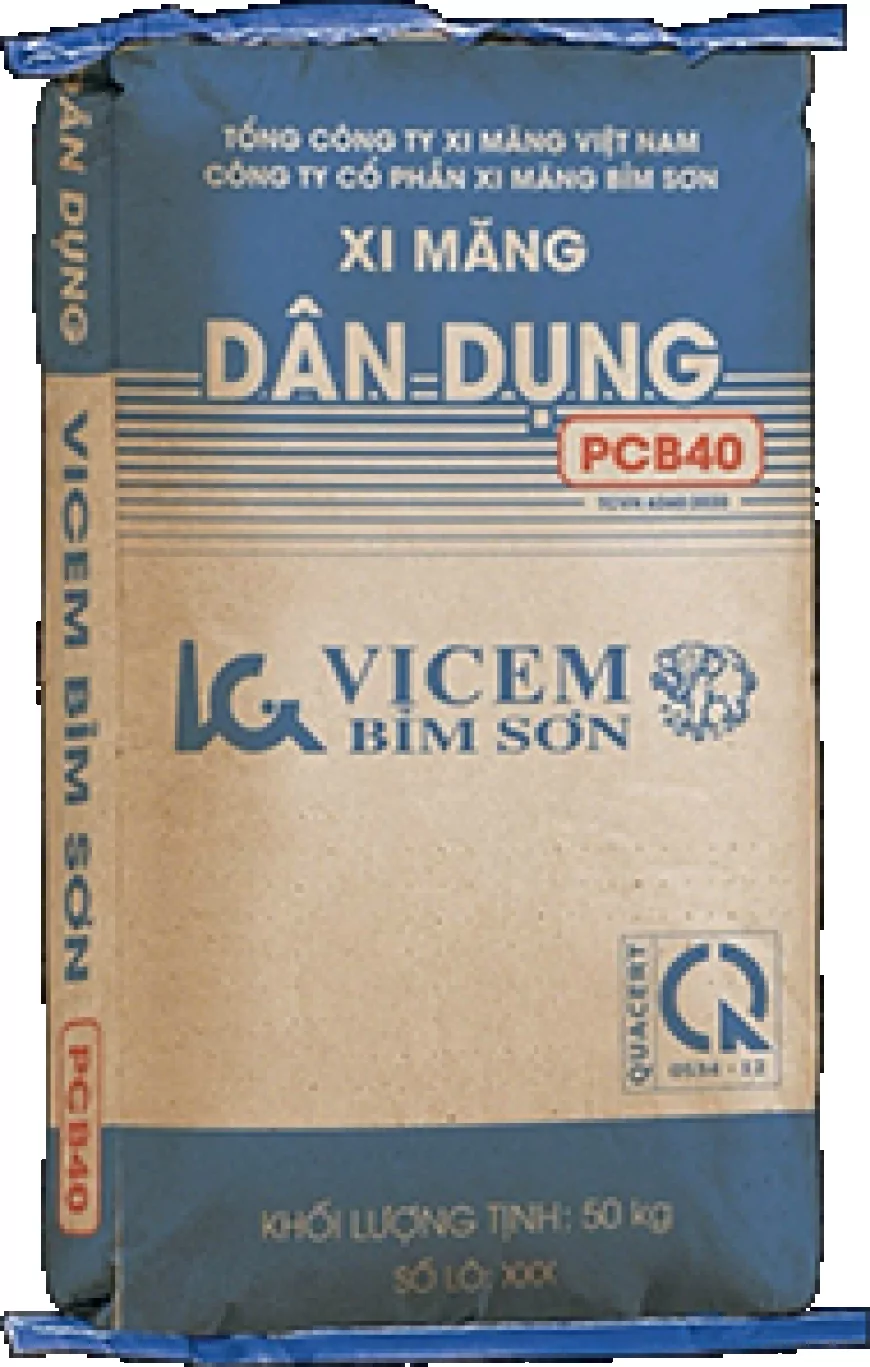 TỔNG CÔNG TY XI MĂNG VIỆT NAM
CÔNG TY CỔ PHẦN XI MĂNG BỈM SƠN
XI MĂNG
DÂN DỤNG
PCB40
VICEM
BỈM SƠN
QUACERT
KHỐI LƯỢNG TỊNH: 50 kg
SỐ LÔ: XXX
DÂN DỤNG
VICEM BỈM SƠN
PCB40